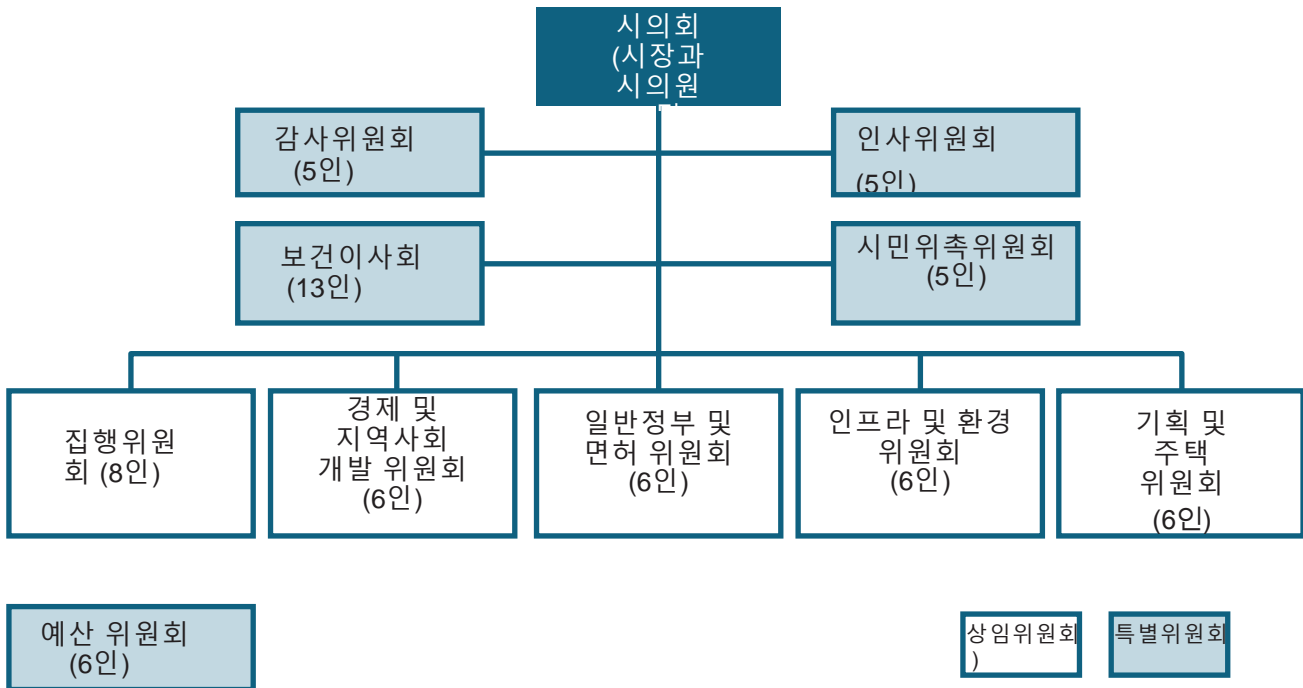 시의회
(시장과
시의원
감사위원회
(5인)
인사위원회
(5인)
보건이사회
(13인)
시민위촉위원회
(5인)
집행위원
회 (8인)
경제 및
지역사회
개발 위원회
(6인)
일반정부 및
면허 위원회
(6인)
인프라 및 환경
위원회
(6인)
기획 및
주택
위원회
(6인)
예산 위원회
(6인)
상임위원회
)
특별위원회